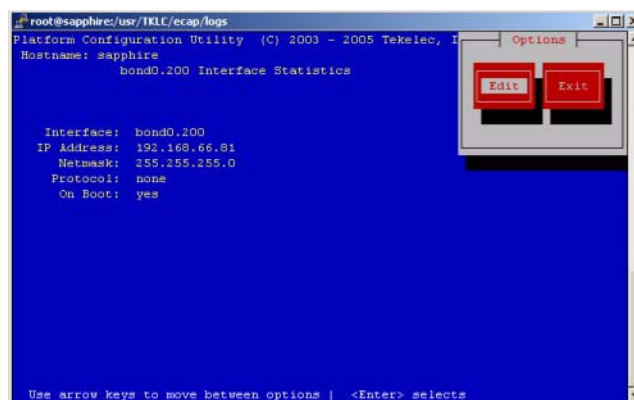 root@sapphire:/usr/TKLC/ecap/logs
Platform Configuration Utility (C) 2003 - 2005 Tekelec,
Options
Hostname: sapphire
bond0.200 Interface Statistics
Edit Exit
Interface: bond0.200
IP Address: 192.168.66.81
Netmask: 255.255.255.0
Protocol: none
On Boot: yes
Use arrow keys to move between options | <Enter> selects